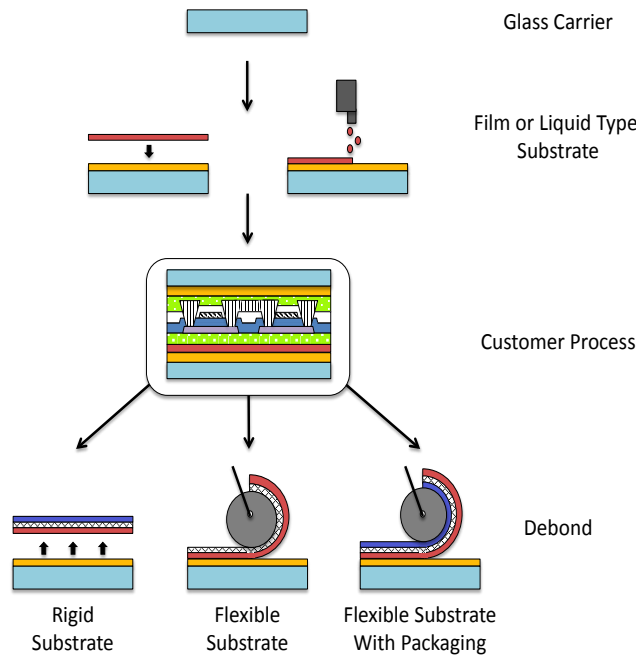 Glass Carrier
Film or Liquid Type
Substrate
Customer Process
Debond
Rigid
Substrate
Flexible
Substrate
Flexible Substrate
With Packaging